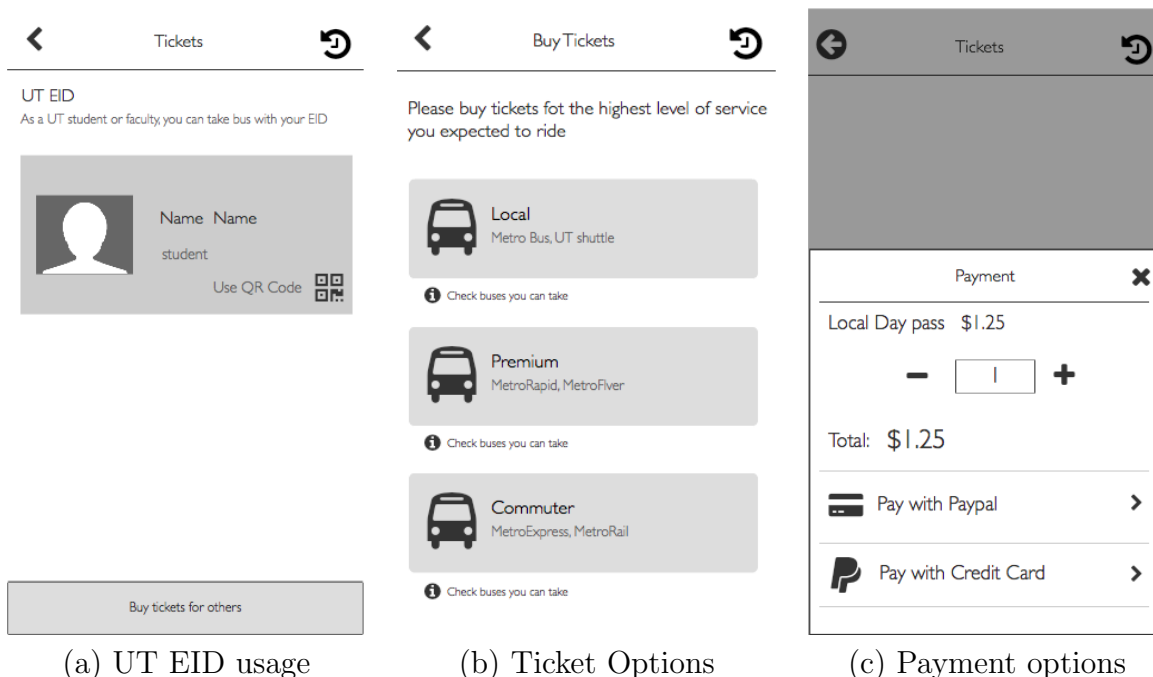 Tickets
UT EID
As a UT student or faculty, you can take bus with your EID
Name Name
student
Use QR Code
Buy tickets for others
(a) UT EID usage
Buy Tickets
Please buy tickets fot the highest level of service
you expected to ride
Local
Metro Bus, UT shuttle
Check buses you can take
Premium
MetroRapid, MetroFlyer
Check buses you can take
Commuter
MetroExpress, MetroRail
Check buses you can take
(b) Ticket Options
Tickets
Payment
Local Day pass $1.25
1
Total: $1.25
Pay with Paypal
Pay with Credit Card
(c) Payment options